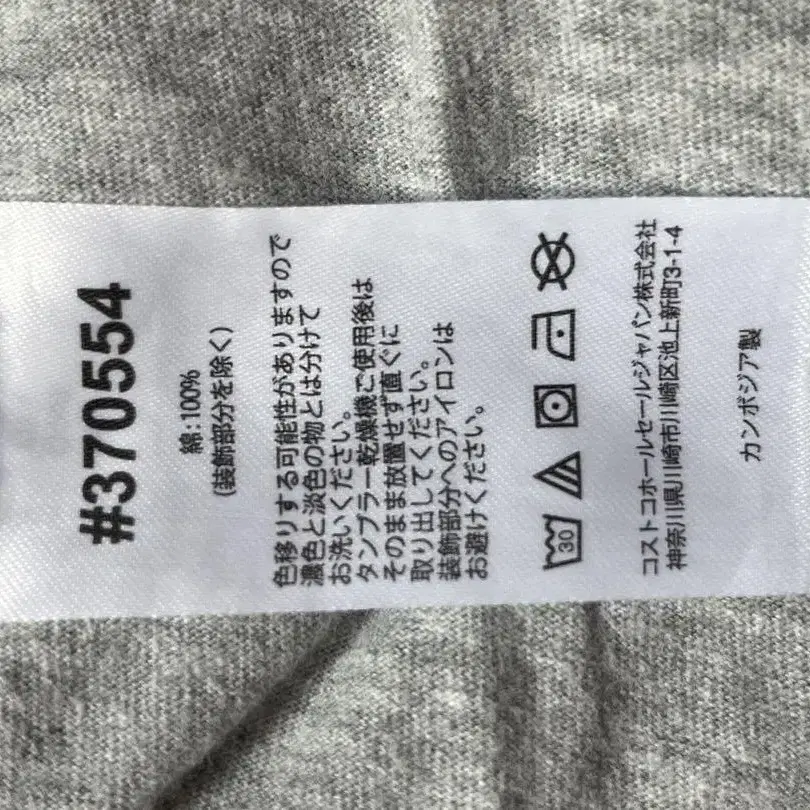 #370554
綿:100%
(装飾部分を除く)
色移りする可能性がありますので
濃色と淡色の物とは分けて
お洗いください。
タンブラー乾燥機ご使用後は
そのまま放置せず直ぐに
取り出してください。
装飾部分へのアイロンは
お避けください。
30
コストコホールセールジャパン株式会社
神奈川県川崎市川崎区池上新町3-1-4
カンボジア製